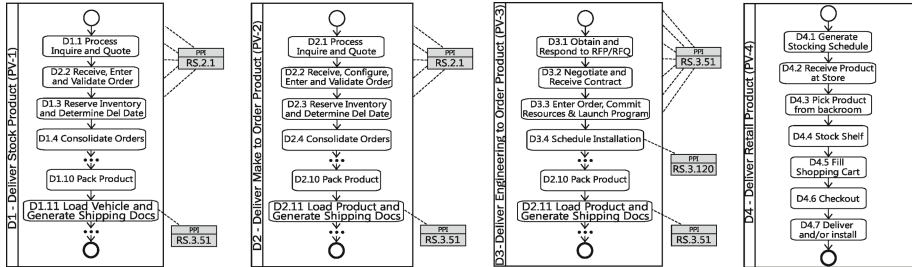 D1 - Deliver Stock Product (PV-1)
D1.1 Process
Inquire and Quote
D2.2 Receive, Enter
and Validate Order
D1.3 Reserve Inventory
and Determine Del Date
D1.4 Consolidate Orders
D1.10 Pack Product
D1.11 Load Vehicle and
Generate Shipping Docs
PPI
RS.2.1
PPI
RS.3.51
D2 - Deliver Make to Order Product (PV-2)
D2.1 Process
Inquire and Quote
D2.2 Receive, Configure,
Enter and Validate Order
D2.3 Reserve Inventory
and Determine Del Date
D2.4 Consolidate Orders
D2.10 Pack Product
D2.11 Load Product and
Generate Shipping Docs
PPI
RS.2.1
PPI
RS.3.51
D3- Deliver Engineering to Order Product (PV-3)
D3.1 Obtain and
Respond to RFP/RFQ
D3.2 Negotiate and
Receive Contract
D3.3 Enter Order, Commit
Resources & Launch Program
D3.4 Schedule Installation
D2.10 Pack Product
D2.11 Load Product and
Generate Shipping Docs
PPI
RS.3.51
PPI
RS.3.120
PPI
RS.3.51
D4 - Deliver Retail Product (PV-4)
D4.1 Generate
Stocking Schedule
D4.2 Receive Product
at Store
D4.3 Pick Product
from backroom
D4.4 Stock Shelf
D4.5 Fill
Shopping Cart
D4.6 Checkout
D4.7 Deliver
and/or install